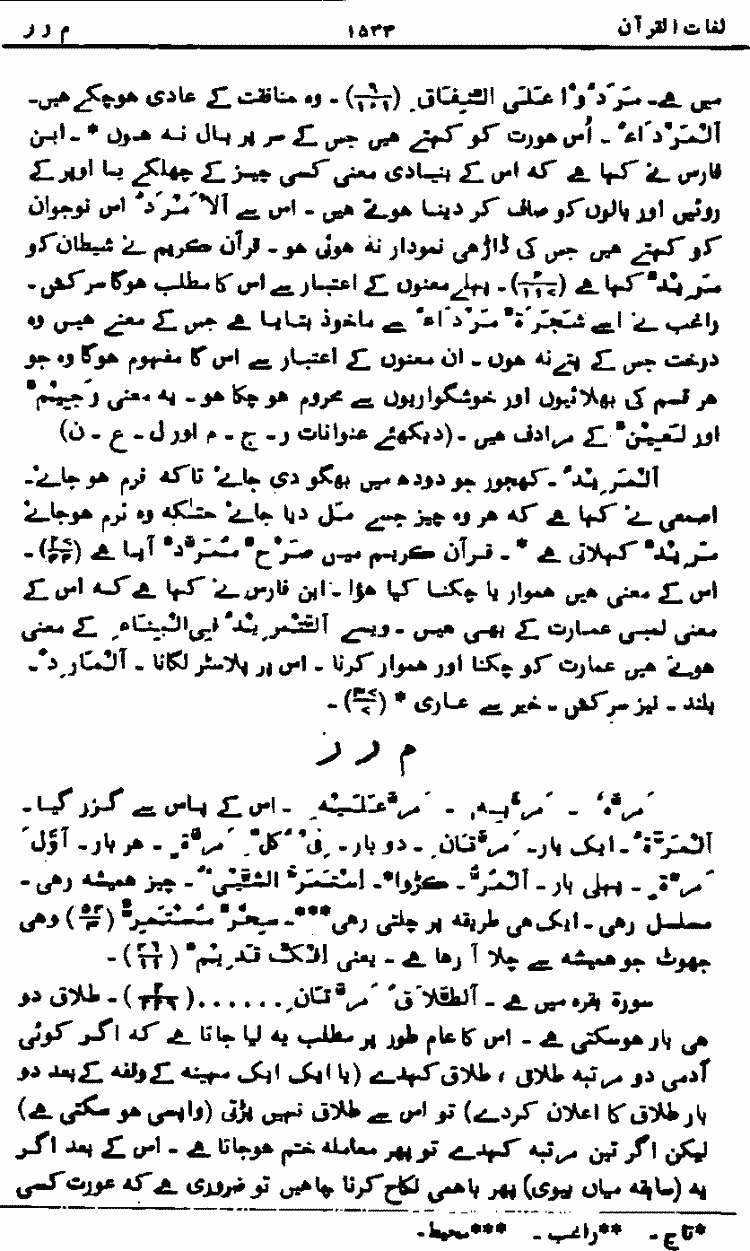 لغات القرآن ۱۵۳۳ م ر ر
میں ہے۔ مَرَدُوْا عَلَی النِّفَاقِ (۹/۱۰۱)۔ وہ منافقت کے عادی ہوچکے ہیں۔
اَلْمَرْدَاءُ۔ اُس عورت کو کہتے ہیں جس کے سر پر بال نہ ہوں *۔ ابن
فارس نے کہا ہے کہ اس کے بنیادی معنی کسی چیز کے چھلکے یا اوپر کے
روئیں اور بالوں کو صاف کر دینا ہوتے ہیں۔ اس سے اَلْاَمْرَدُ اس نوجوان
کو کہتے ہیں جس کی ڈاڑھی نمودار نہ ہوئی ہو۔ قرآن کریم نے شیطان کو
مَرِیْدٌ کہا ہے (۴/۱۱۷)۔ پہلے معنوں کے اعتبار سے اس کا مطلب ہوگا سرکش۔
راغب نے اسے شَجَرَةٌ مَرْدَاءُ سے ماخوذ بتایا ہے جس کے معنے ہیں وہ
درخت جس کے پتے نہ ہوں۔ ان معنوں کے اعتبار سے اس کا مفہوم ہوگا وہ جو
ہر قسم کی بھلائیوں اور خوشگواریوں سے محروم ہو چکا ہو۔ یہ معنی رَجِیْمٌ
اور لَعِیْنٌ کے مرادف ہیں۔ (دیکھئے عنوانات ر۔ ج۔ م اور ل۔ ع۔ ن)
اَلْمَرِیْدُ۔ کھجور جو دودھ میں بھگو دی جائے تاکہ نرم ہو جائے۔
اصمعی نے کہا ہے کہ ہر وہ چیز جسے مَل دیا جائے حتیٰکہ وہ نرم ہوجائے
مَرِیْدٌ کہلاتی ہے *۔ قرآن کریم میں صَرْحٌ مُّمَرَّدٌ آیا ہے (۲۷/۴۴)۔
اس کے معنی ہیں ہموار یا چکنا کیا ہؤا۔ ابن فارس نے کہا ہے کہ اس کے
معنی لمبی عمارت کے بھی ہیں۔ ویسے اَلتَّمْرِیْدُ فِی الْبِنَاءِ کے معنی
ہوتے ہیں عمارت کو چکنا اور ہموار کرنا۔ اس پر پلاسٹر لگانا۔ اَلْمَارِدُ۔
بلند۔ نیز سرکش۔ خیر سے عاری * (۳۷/۷)۔
م ر ر
مَرَّہٗ۔ مَرَّ بِہٖ۔ مَرَّ عَلَیْہِ۔ اس کے پاس سے گزر گیا۔
اَلْمَرَّةُ۔ ایک بار۔ مَرَّتَانِ۔ دو بار۔ فِیْ کُلِّ مَرَّةٍ۔ ہر بار۔ اَوَّلَ
مَرَّةٍ۔ پہلی بار۔ اَلْمُرُّ۔ کڑوا*۔ اِسْتَمَرَّ الشَّیْئُ۔ چیز ہمیشہ رہی۔
مسلسل رہی۔ ایک ہی طریقہ پر چلتی رہی***۔ سِحْرٌ مُّسْتَمِرٌّ (۵۴/۲) وہی
جھوٹ جو ہمیشہ سے چلا آ رہا ہے۔ یعنی اِفْکٌ قَدِیْمٌ (۴۶/۱۱)۔
سورۃ بقرہ میں ہے۔ اَلطَّلَاقُ مَرَّتَانِ...... (۲/۲۲۹)۔ طلاق دو
ہی بار ہوسکتی ہے۔ اس کا عام طور پر مطلب یہ لیا جاتا ہے کہ اگر کوئی
آدمی دو مرتبہ طلاق، طلاق کہدے (یا ایک ایک مہینہ کے وقفہ کے بعد دو
بار طلاق کا اعلان کردے) تو اس سے طلاق نہیں پڑتی (واپسی ہو سکتی ہے)
لیکن اگر تین مرتبہ کہدے تو پھر معاملہ ختم ہوجاتا ہے۔ اس کے بعد اگر
یہ (سابقہ میاں بیوی) پھر باہمی نکاح کرنا چاہیں تو ضروری ہے کہ عورت کسی
*تاج۔ **راغب۔ ***محیط۔